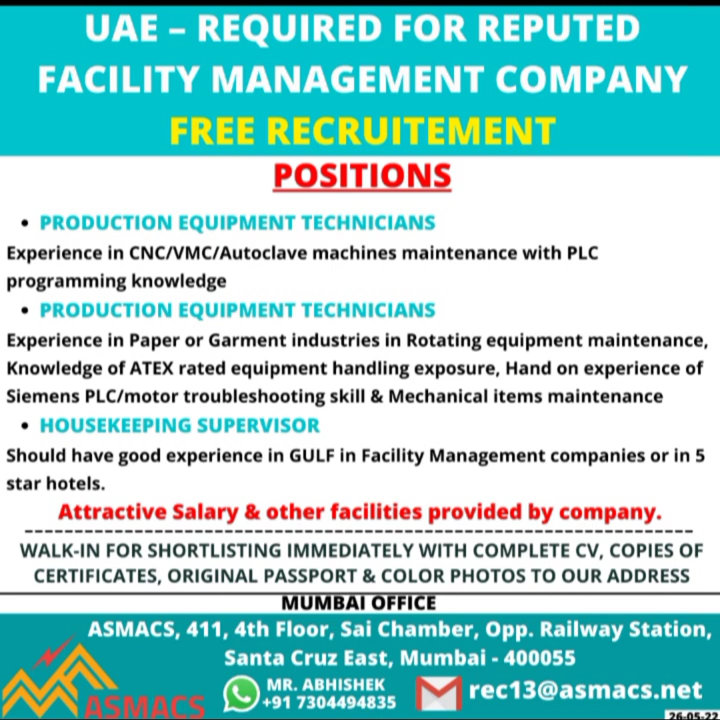 UAE – REQUIRED FOR REPUTED
FACILITY MANAGEMENT COMPANY
FREE RECRUITEMENT
POSITIONS
• PRODUCTION EQUIPMENT TECHNICIANS
Experience in CNC/VMC/Autoclave machines maintenance with PLC
programming knowledge
• PRODUCTION EQUIPMENT TECHNICIANS
Experience in Paper or Garment industries in Rotating equipment maintenance,
Knowledge of ATEX rated equipment handling exposure, Hand on experience of
Siemens PLC/motor troubleshooting skill & Mechanical items maintenance
• HOUSEKEEPING SUPERVISOR
Should have good experience in GULF in Facility Management companies or in 5
star hotels.
Attractive Salary & other facilities provided by company.
WALK-IN FOR SHORTLISTING IMMEDIATELY WITH COMPLETE CV, COPIES OF
CERTIFICATES, ORIGINAL PASSPORT & COLOR PHOTOS TO OUR ADDRESS
MUMBAI OFFICE
ASMACS, 411, 4th Floor, Sai Chamber, Opp. Railway Station,
Santa Cruz East, Mumbai - 400055
ASMACS
MR. ABHISHEK
+91 7304494835
rec13@asmacs.net
26-05-22